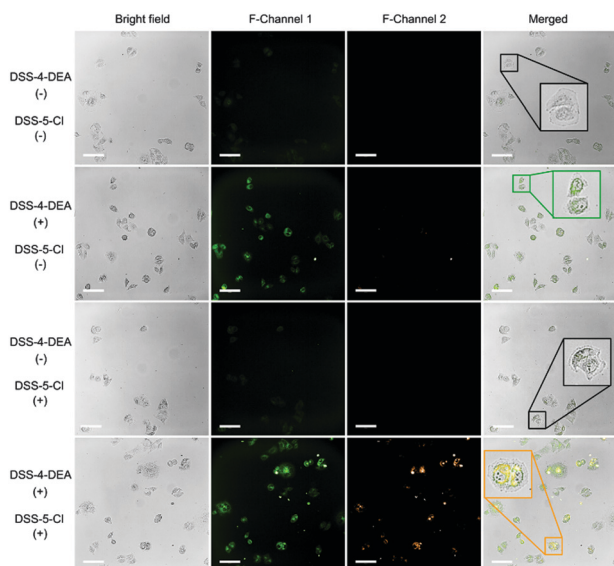 Bright field F-Channel 1 F-Channel 2 Merged
DSS-4-DEA
(-)
DSS-5-Cl
(-)
DSS-4-DEA
(+)
DSS-5-Cl
(-)
DSS-4-DEA
(-)
DSS-5-Cl
(+)
DSS-4-DEA
(+)
DSS-5-Cl
(+)